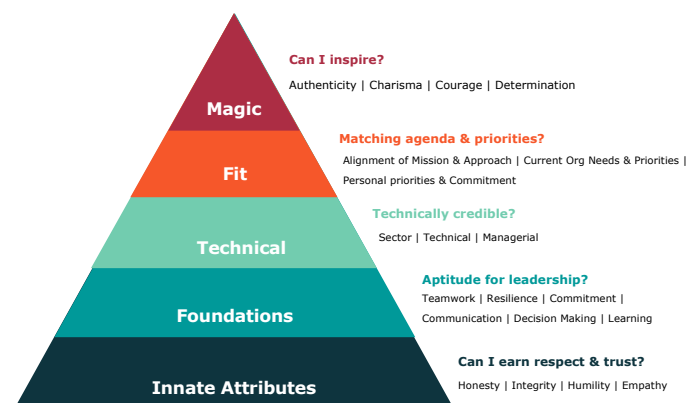 Can I inspire?
Authenticity | Charisma | Courage | Determination
Magic
Matching agenda & priorities?
Alignment of Mission & Approach | Current Org Needs & Priorities |
Personal priorities & Commitment
Fit
Technically credible?
Sector | Technical | Managerial
Technical
Aptitude for leadership?
Teamwork | Resilience | Commitment |
Communication | Decision Making | Learning
Foundations
Can I earn respect & trust?
Honesty | Integrity | Humility | Empathy
Innate Attributes